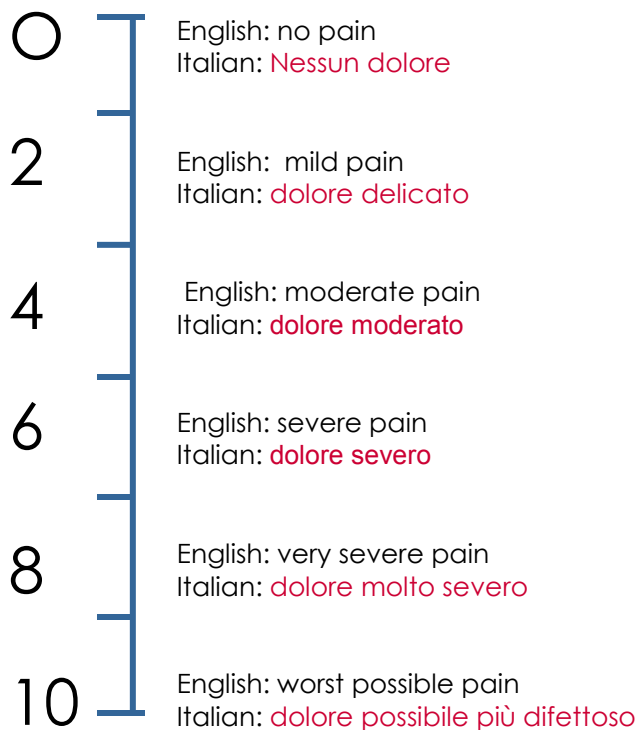 0
English: no pain
Italian: Nessun dolore
2
English: mild pain
Italian: dolore delicato
4
English: moderate pain
Italian: dolore moderato
6
English: severe pain
Italian: dolore severo
8
English: very severe pain
Italian: dolore molto severo
10
English: worst possible pain
Italian: dolore possibile più difettoso